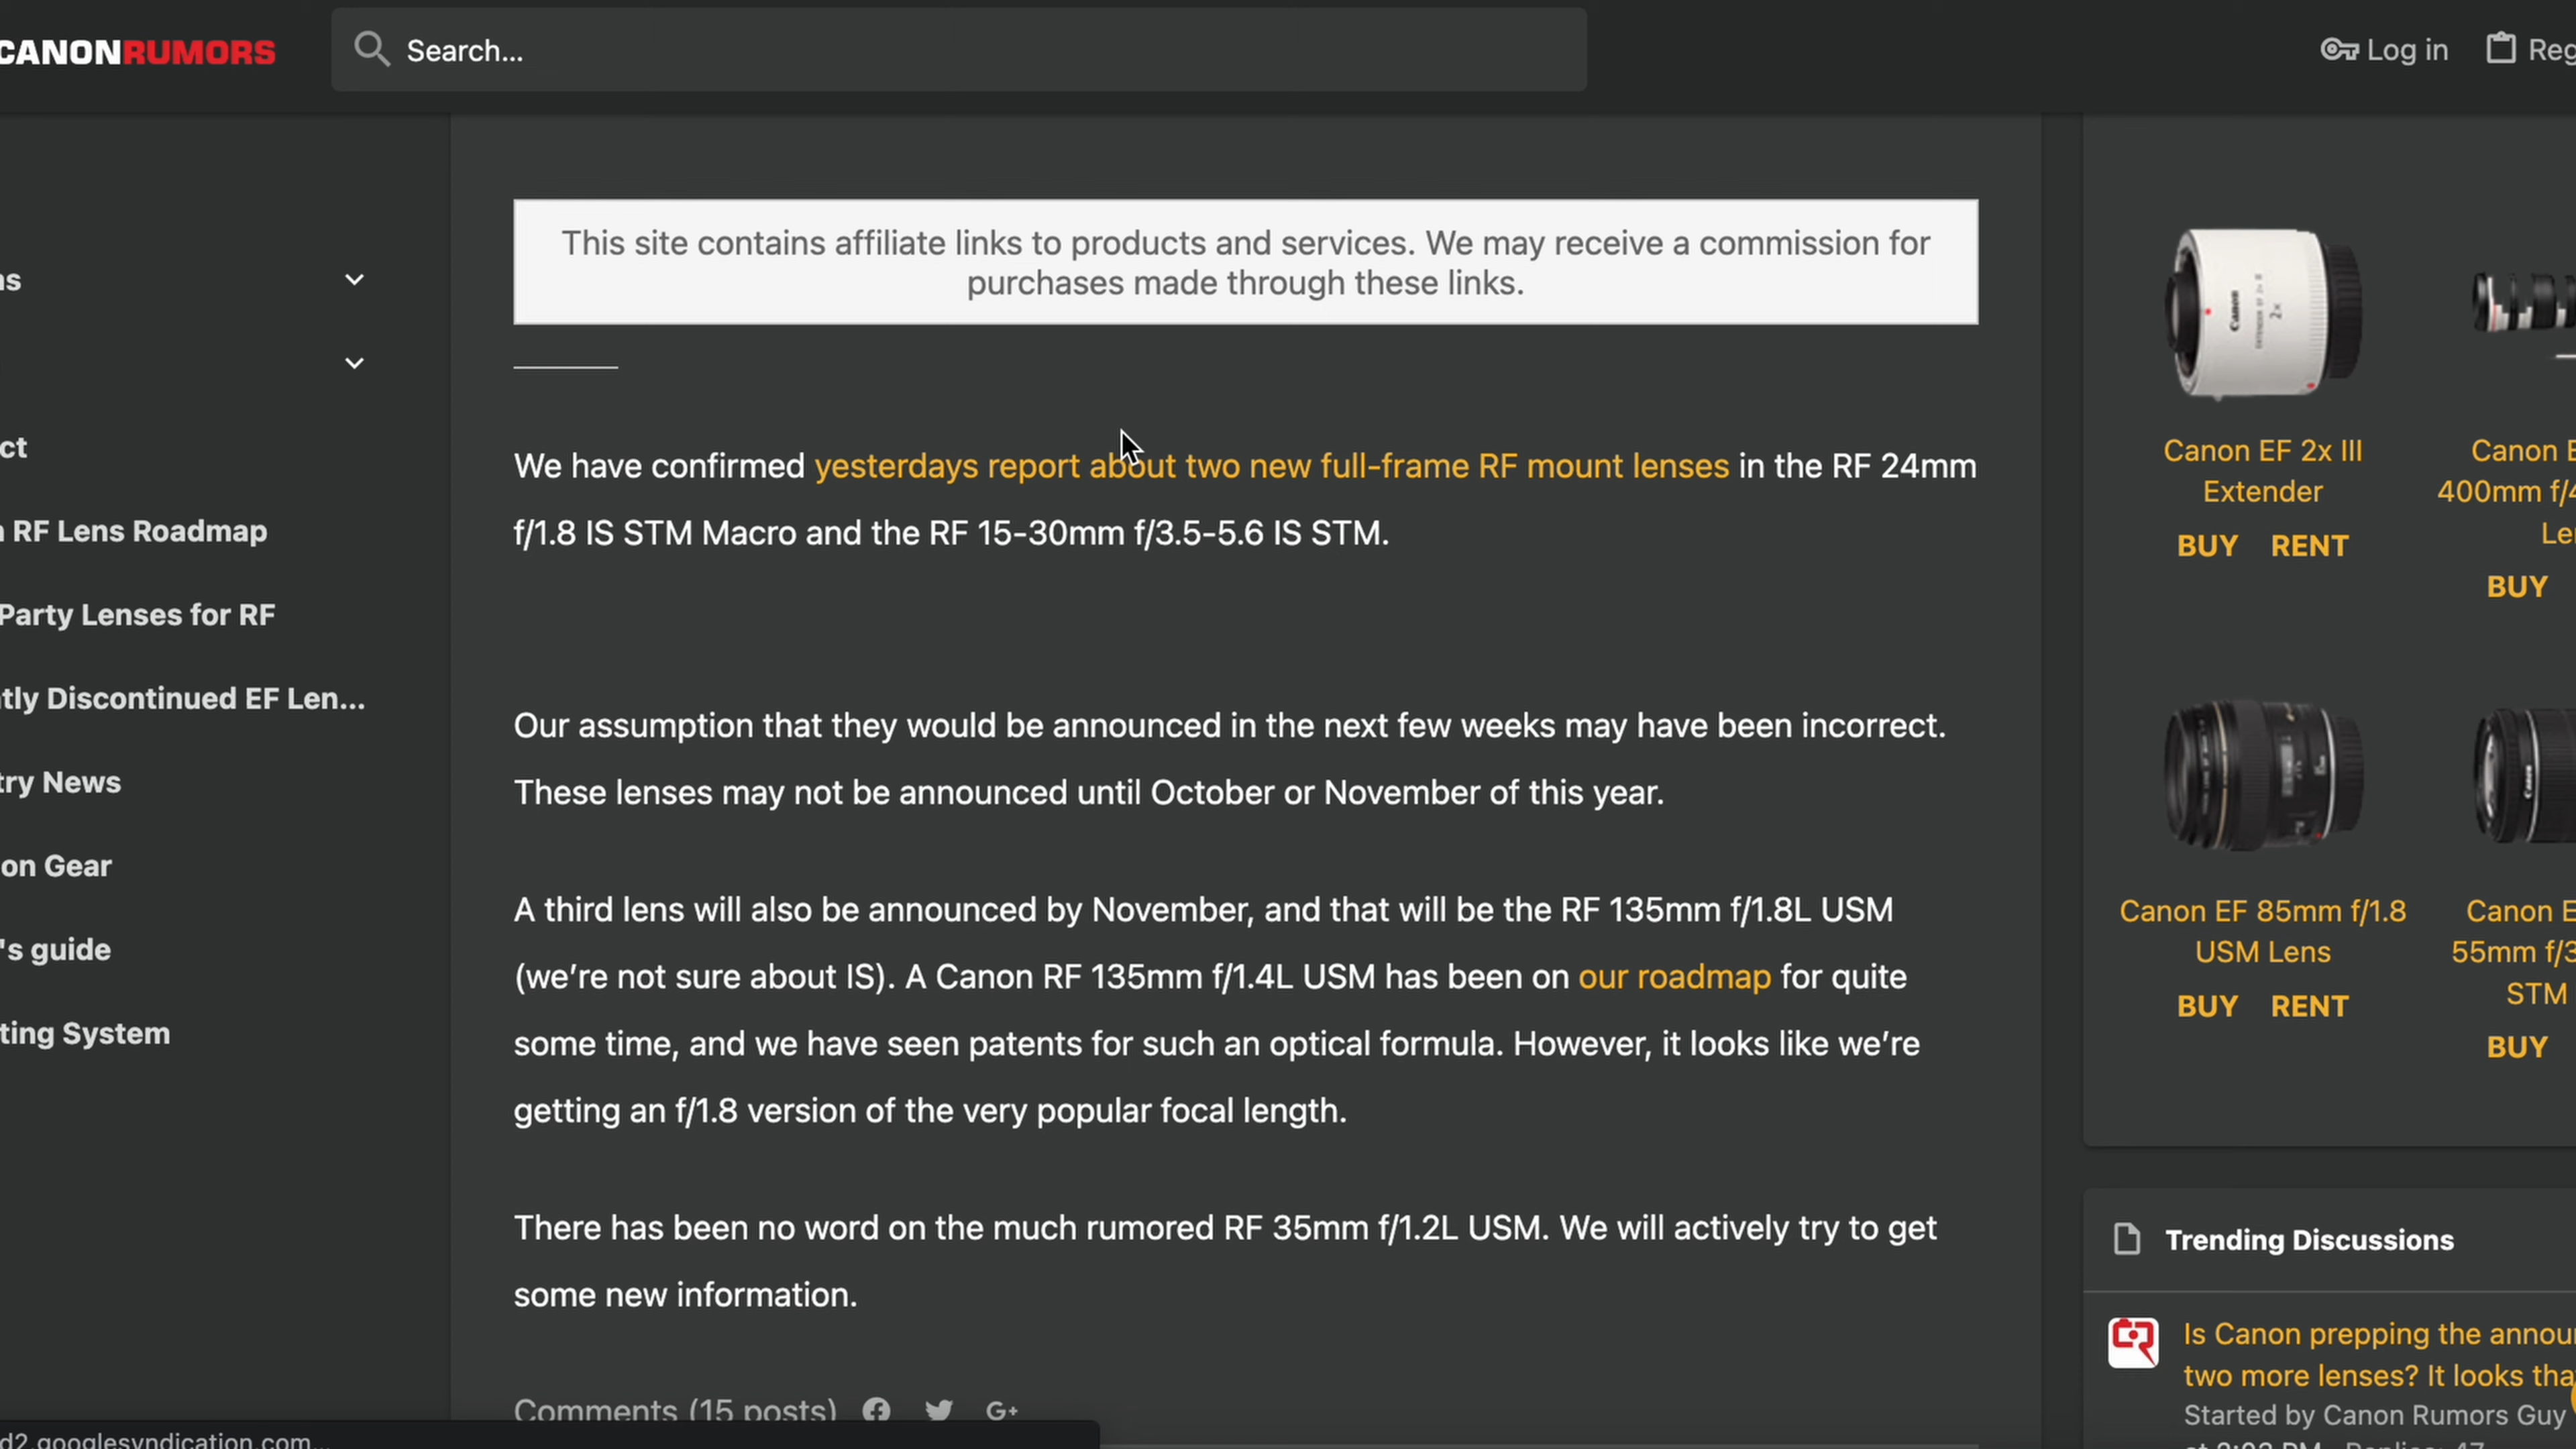 CANONRUMORS
Search...
Log in
This site contains affiliate links to products and services. We may receive a commission for
purchases made through these links.
We have confirmed yesterdays report about two new full-frame RF mount lenses in the RF 24mm
f/1.8 IS STM Macro and the RF 15-30mm f/3.5-5.6 IS STM.
Our assumption that they would be announced in the next few weeks may have been incorrect.
These lenses may not be announced until October or November of this year.
A third lens will also be announced by November, and that will be the RF 135mm f/1.8L USM
(we’re not sure about IS). A Canon RF 135mm f/1.4L USM has been on our roadmap for quite
some time, and we have seen patents for such an optical formula. However, it looks like we’re
getting an f/1.8 version of the very popular focal length.
There has been no word on the much rumored RF 35mm f/1.2L USM. We will actively try to get
some new information.
Comments (15 posts)
RF Lens Roadmap
Party Lenses for RF
Discontinued EF Len...
News
Gear
's guide
System
Canon
2x
Canon EF 2x III
Extender
BUY RENT
Canon
400mm
BUY
Canon EF 85mm f/1.8
USM Lens
BUY RENT
Canon
55mm
STM
BUY
Trending Discussions
Is Canon prepping the
two more lenses? It looks
Started by Canon Rumors Guy